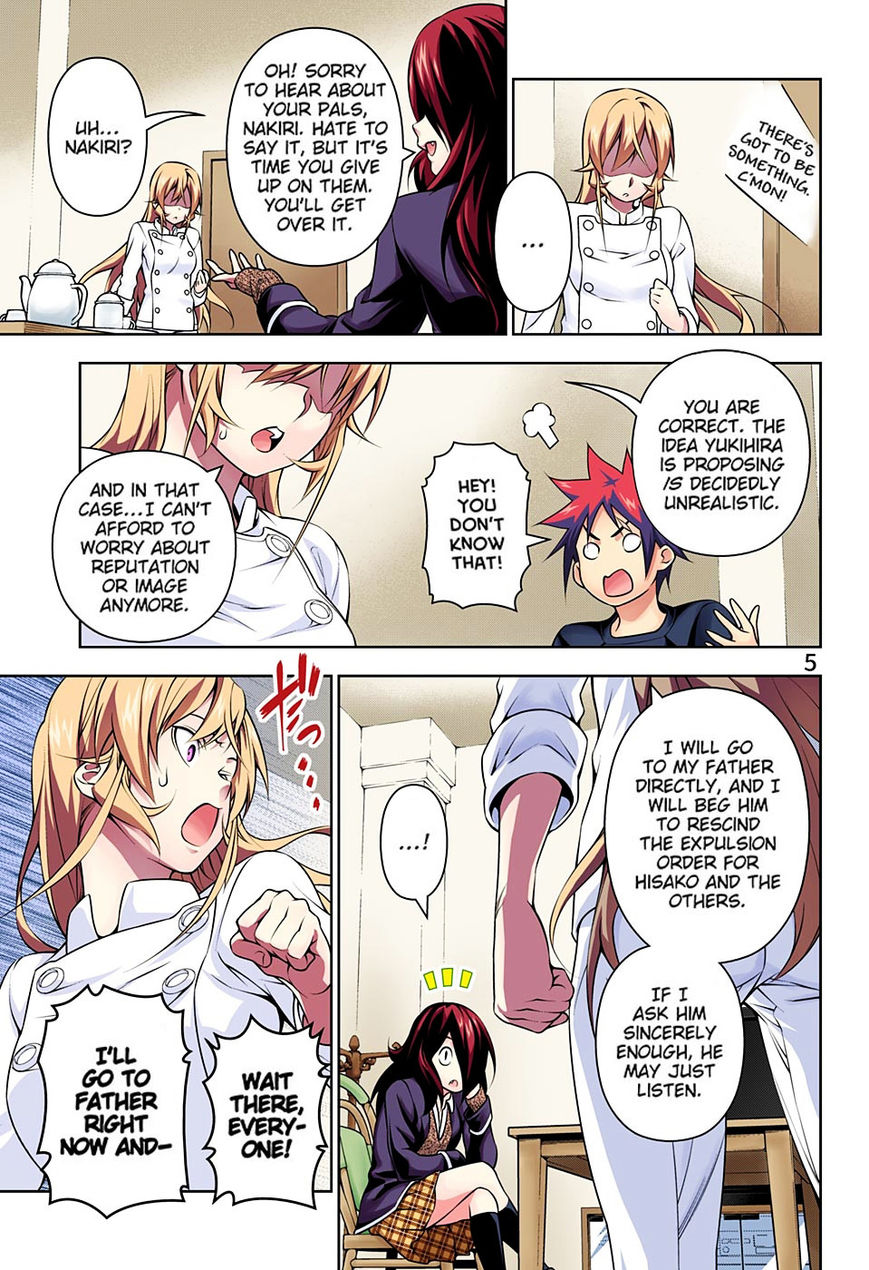 THERE'S
GOT TO BE
SOMETHING.
C'MON!
...
OH! SORRY
TO HEAR ABOUT
YOUR PALS,
NAKIRI. HATE TO
SAY IT, BUT IT'S
TIME YOU GIVE
UP ON THEM.
YOU'LL GET
OVER IT.
UH...
NAKIRI?
YOU ARE
CORRECT. THE
IDEA YUKIHIRA
IS PROPOSING
IS DECIDEDLY
UNREALISTIC.
HEY!
YOU
DON'T
KNOW
THAT!
AND IN THAT
CASE...I CAN'T
AFFORD TO
WORRY ABOUT
REPUTATION
OR IMAGE
ANYMORE.
5
I WILL GO
TO MY FATHER
DIRECTLY, AND I
WILL BEG HIM
TO RESCIND
THE EXPULSION
ORDER FOR
HISAKO AND THE
OTHERS.
IF I
ASK HIM
SINCERELY
ENOUGH, HE
MAY JUST
LISTEN.
...!
ざっ…
WAIT
THERE,
EVERY-
ONE!
I'LL
GO TO
FATHER
RIGHT
NOW AND-